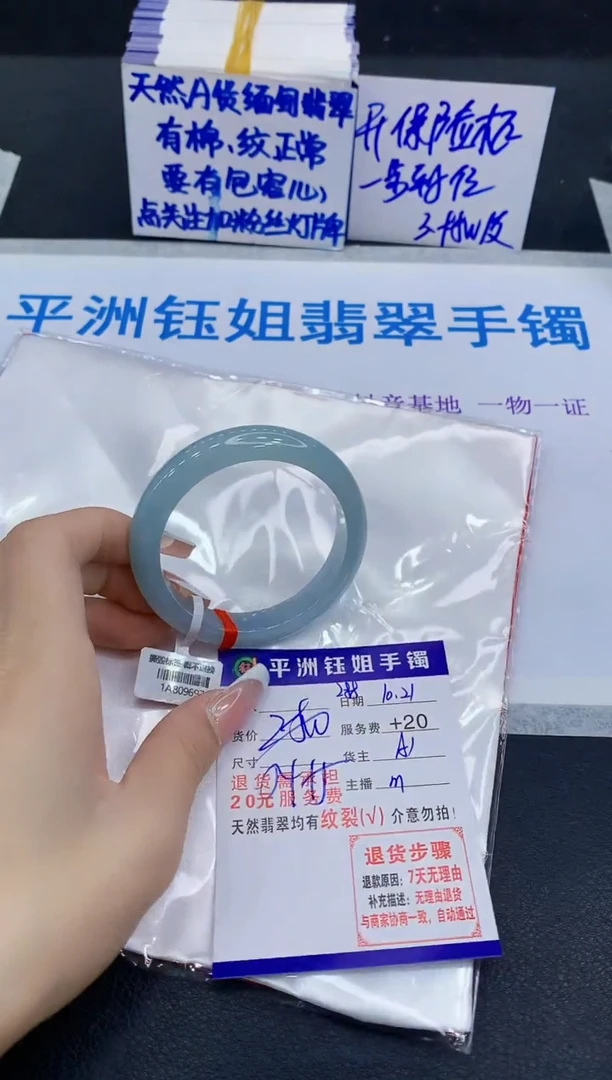 天然A货缅甸翡翠
有棉、纹正常
要有包容心
点关注加粉丝灯牌
开保险柜
平洲钰姐翡翠手镯
抖音基地 一物一证
平洲钰姐手镯
日期 10.21
货价
服务费 +20
尺寸
货主 A1
退货需承担
20元服务费
主播 m
天然翡翠均有纹裂(√) 介意勿拍!
退货步骤
退款原因: 7天无理由
补充描述: 无理由退货
与商家协商一致,自动通过